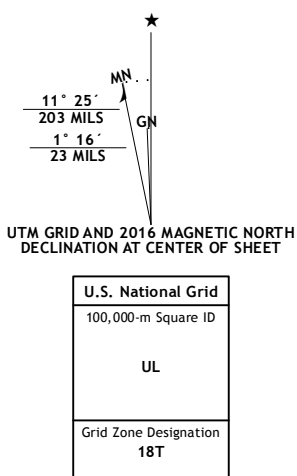 ★
MN
11° 25´
203 MILS
GN
1° 16´
23 MILS
UTM GRID AND 2016 MAGNETIC NORTH
DECLINATION AT CENTER OF SHEET
U.S. National Grid
100,000-m Square ID
UL
Grid Zone Designation
18T